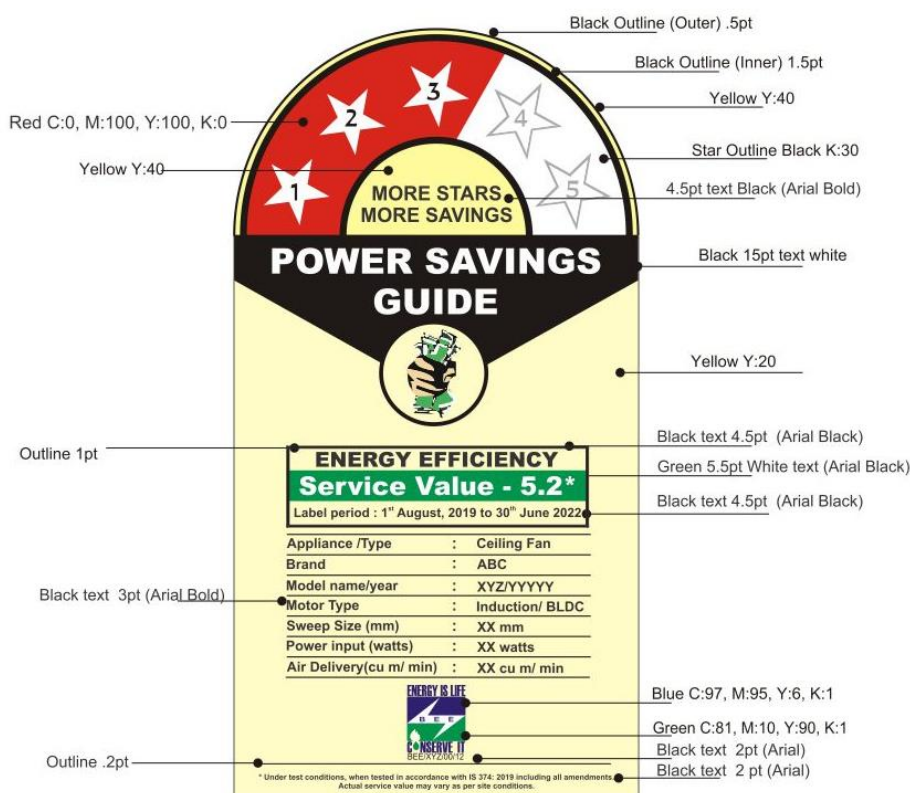 Black Outline (Outer) .5pt
Black Outline (Inner) 1.5pt
Yellow Y:40
Red C:0, M:100, Y:100, K:0
Star Outline Black K:30
Yellow Y:40
4.5pt text Black (Arial Bold)
1
2
3
4
5
MORE STARS
MORE SAVINGS
Black 15pt text white
POWER SAVINGS
GUIDE
Yellow Y:20
Black text 4.5pt (Arial Black)
Outline 1pt
ENERGY EFFICIENCY
Green 5.5pt White text (Arial Black)
Service Value - 5.2*
Black text 4.5pt (Arial Black)
Label period : 1st August, 2019 to 30th June 2022
Appliance /Type : Ceiling Fan
Brand : ABC
Model name/year : XYZ/YYYYY
Black text 3pt (Arial Bold)
Motor Type : Induction/ BLDC
Sweep Size (mm) : XX mm
Power input (watts) : XX watts
Air Delivery(cu m/ min) : XX cu m/ min
ENERGY IS LIFE
Blue C:97, M:95, Y:6, K:1
BEE
Green C:81, M:10, Y:90, K:1
CONSERVE IT
BEE/XYZ/00/12
Black text 2pt (Arial)
Outline .2pt
Black text 2 pt (Arial)
* Under test conditions, when tested in accordance with IS 374: 2019 including all amendments.
Actual service value may vary as per site conditions.